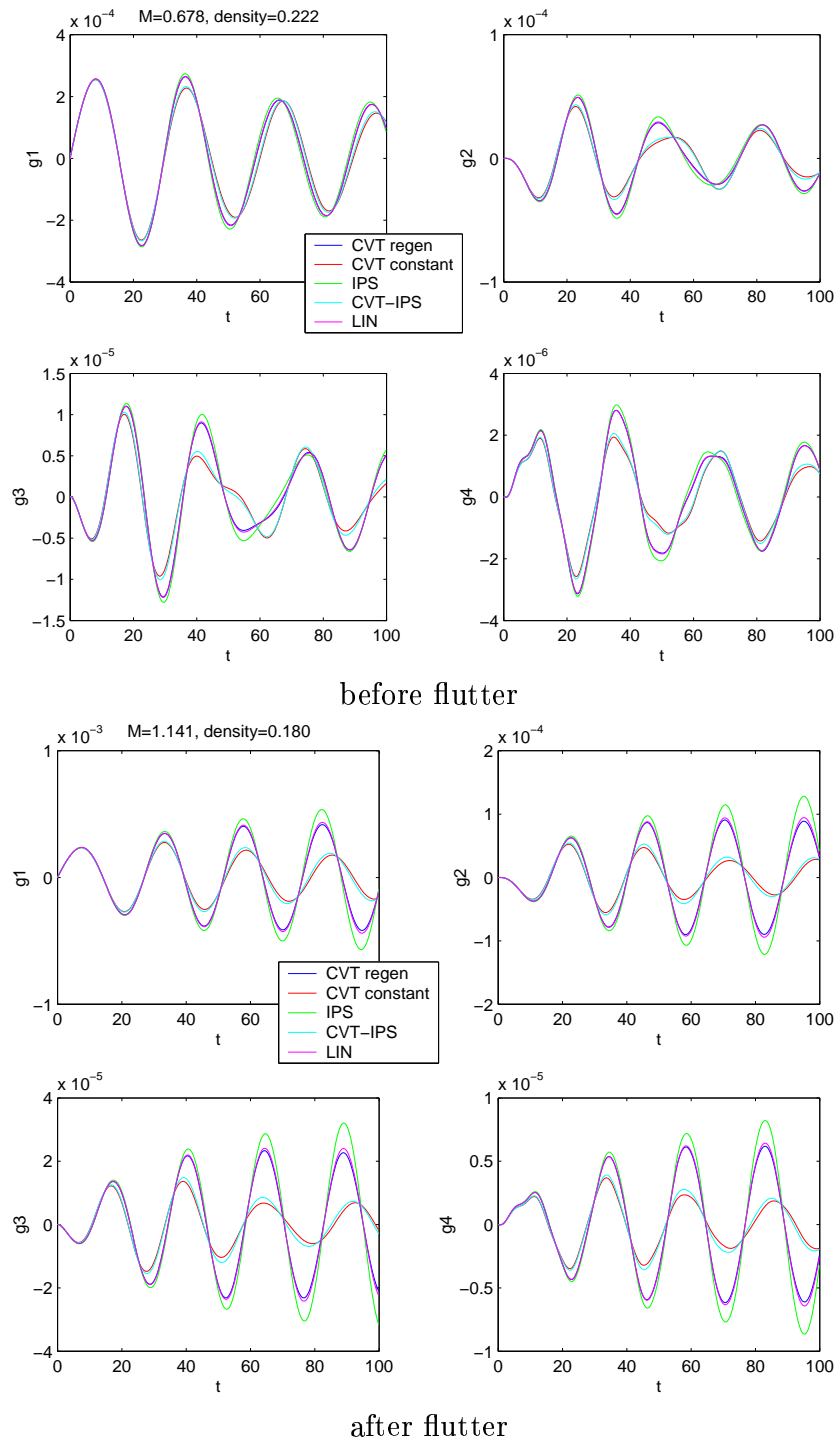 M=0.678, density=0.222
x 10⁻⁴
4
2
0
−2
−4
0 20 40 60 80 100
g1
t
x 10⁻⁴
1
0
−1
0 20 40 60 80 100
g2
t
CVT regen
CVT constant
IPS
CVT−IPS
LIN
x 10⁻⁵
1.5
1
0.5
0
−0.5
−1
−1.5
0 20 40 60 80 100
g3
t
x 10⁻⁶
4
2
0
−2
−4
0 20 40 60 80 100
g4
t
before flutter
M=1.141, density=0.180
x 10⁻³
1
0
−1
0 20 40 60 80 100
g1
t
x 10⁻⁴
2
1
0
−1
−2
0 20 40 60 80 100
g2
t
CVT regen
CVT constant
IPS
CVT−IPS
LIN
x 10⁻⁵
4
2
0
−2
−4
0 20 40 60 80 100
g3
t
x 10⁻⁵
1
0.5
0
−0.5
−1
0 20 40 60 80 100
g4
t
after flutter